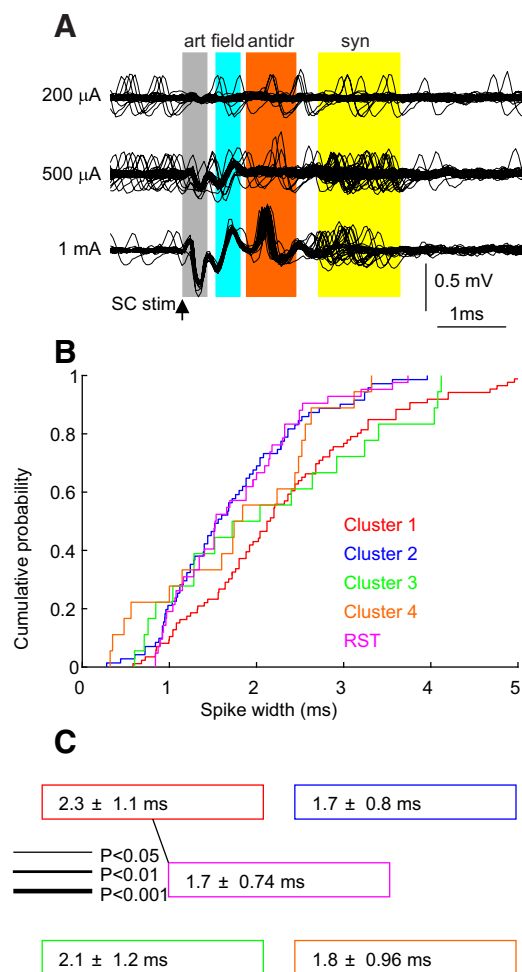 A
art field antidr syn
200 μA
500 μA
1 mA
SC stim
0.5 mV
1ms
B
1
0.8
0.6
0.4
0.2
0
Cumulative probability
Cluster 1
Cluster 2
Cluster 3
Cluster 4
RST
0 1 2 3 4 5
Spike width (ms)
C
2.3 ± 1.1 ms
1.7 ± 0.8 ms
P<0.05
P<0.01
P<0.001
1.7 ± 0.74 ms
2.1 ± 1.2 ms
1.8 ± 0.96 ms